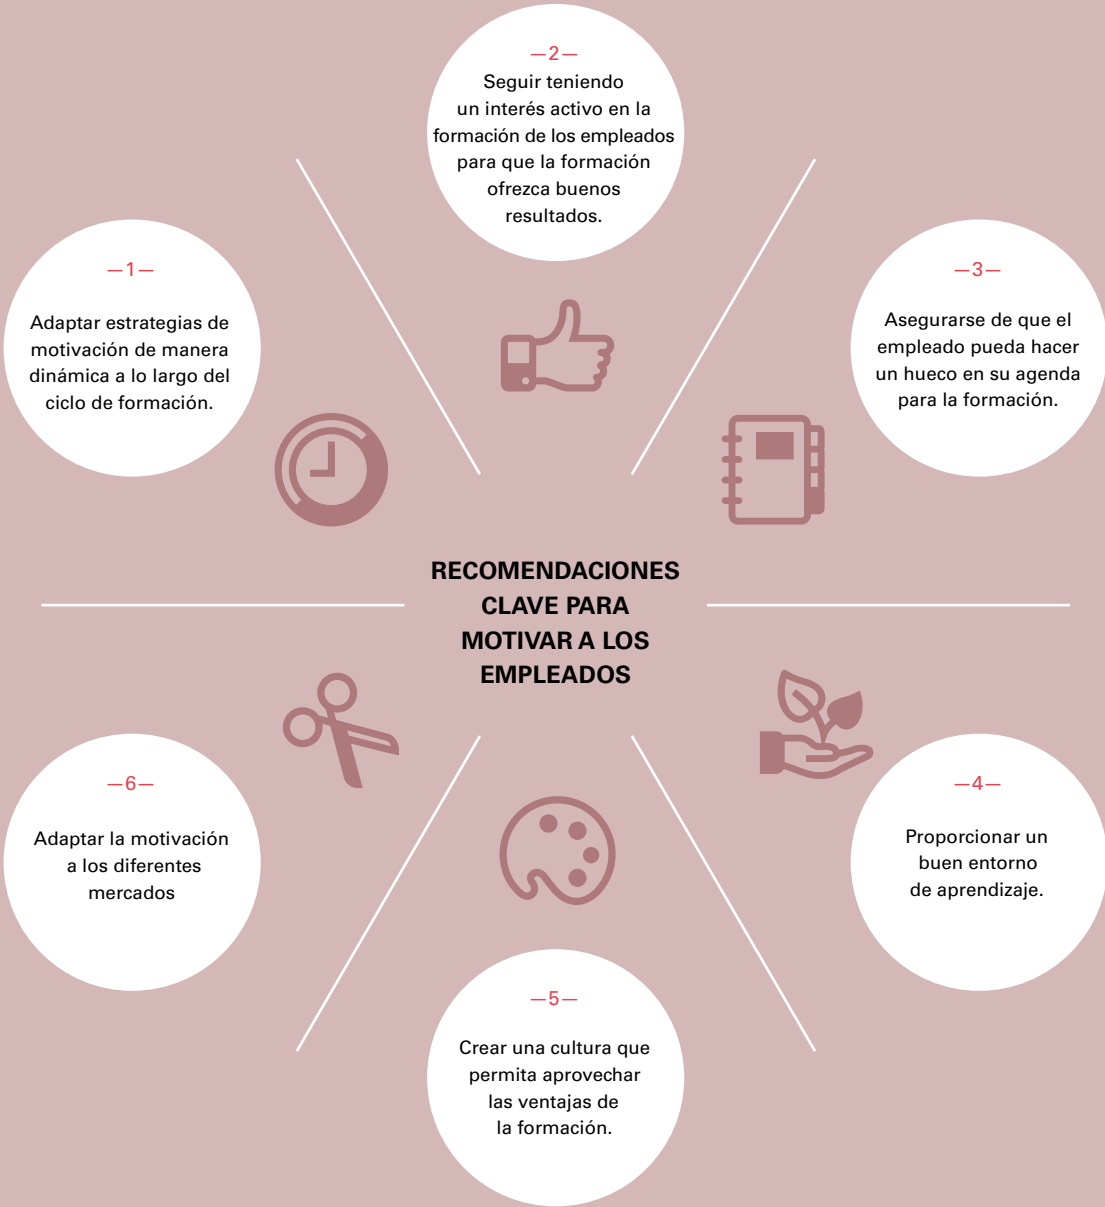 —1—
Adaptar estrategias de
motivación de manera
dinámica a lo largo del
ciclo de formación.
—2—
Seguir teniendo
un interés activo en la
formación de los empleados
para que la formación
ofrezca buenos
resultados.
—3—
Asegurarse de que el
empleado pueda hacer
un hueco en su agenda
para la formación.
RECOMENDACIONES
CLAVE PARA
MOTIVAR A LOS
EMPLEADOS
—4—
Proporcionar un
buen entorno
de aprendizaje.
—5—
Crear una cultura que
permita aprovechar
las ventajas de
la formación.
—6—
Adaptar la motivación
a los diferentes
mercados